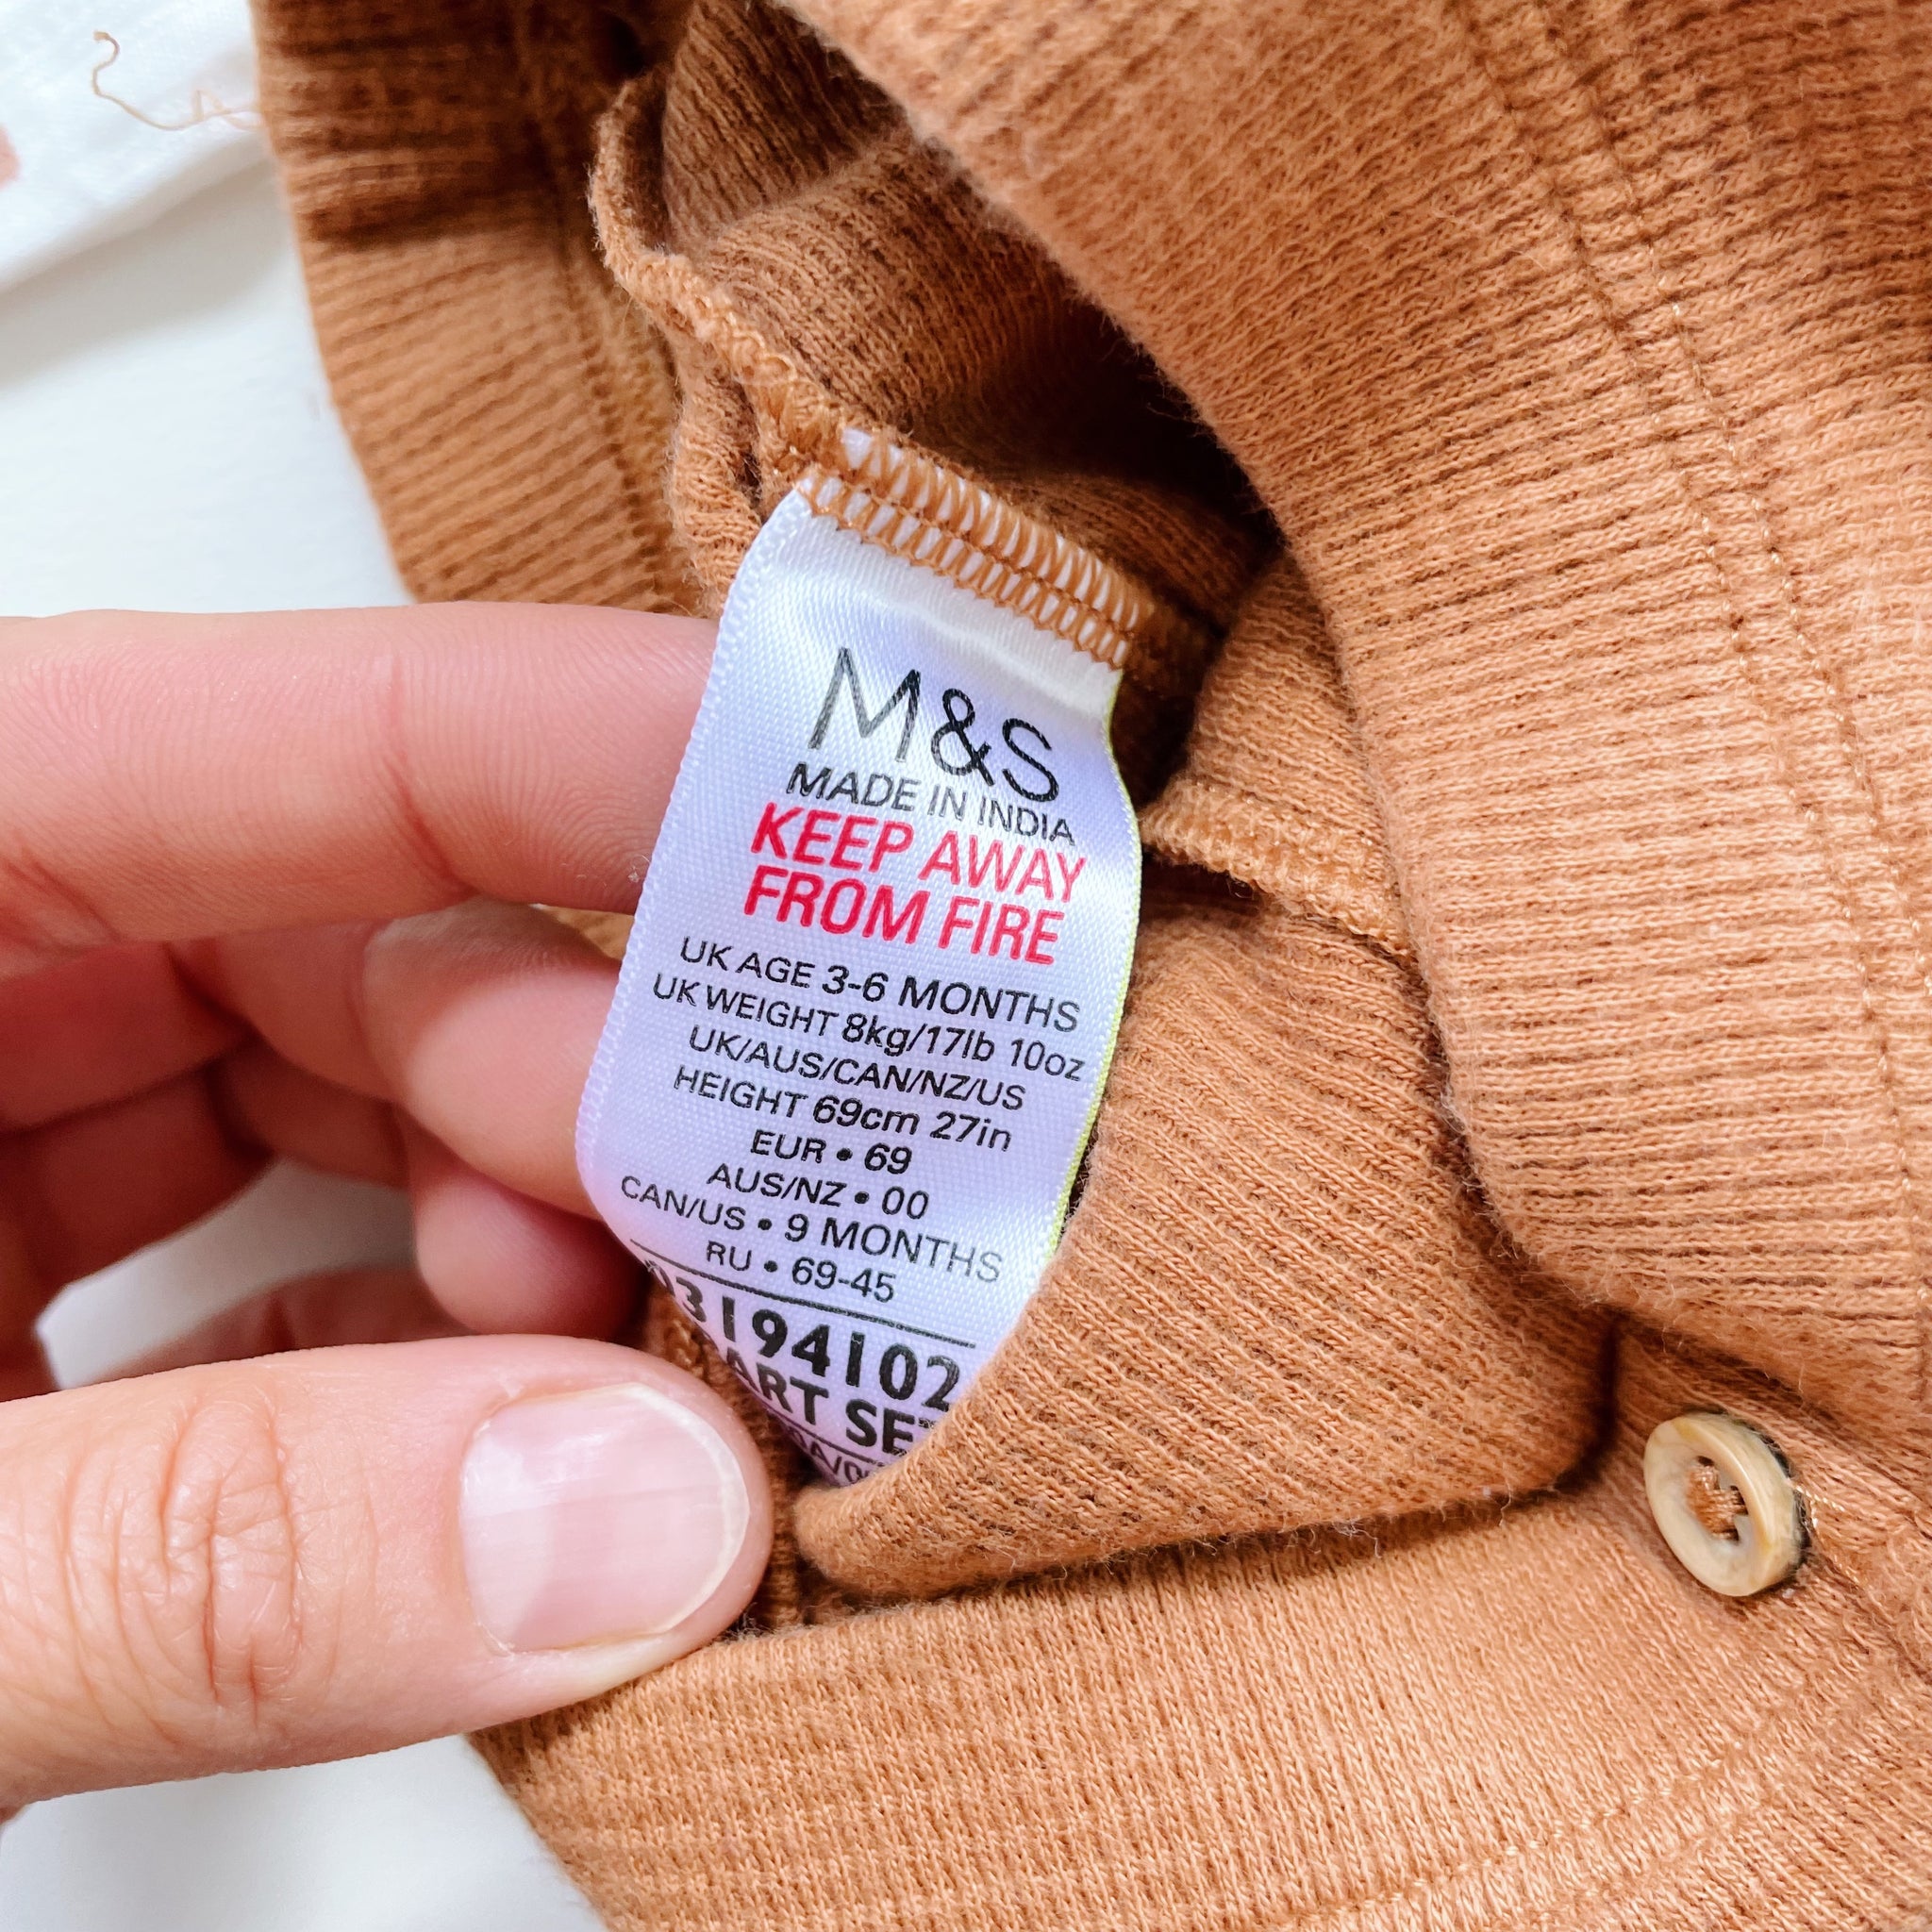 M&S
MADE IN INDIA
KEEP AWAY
FROM FIRE
UK AGE 3-6 MONTHS
UK WEIGHT 8kg/17lb 10oz
UK/AUS/CAN/NZ/US
HEIGHT 69cm 27in
EUR • 69
AUS/NZ • 00
CAN/US • 9 MONTHS
RU • 69-45
03194102